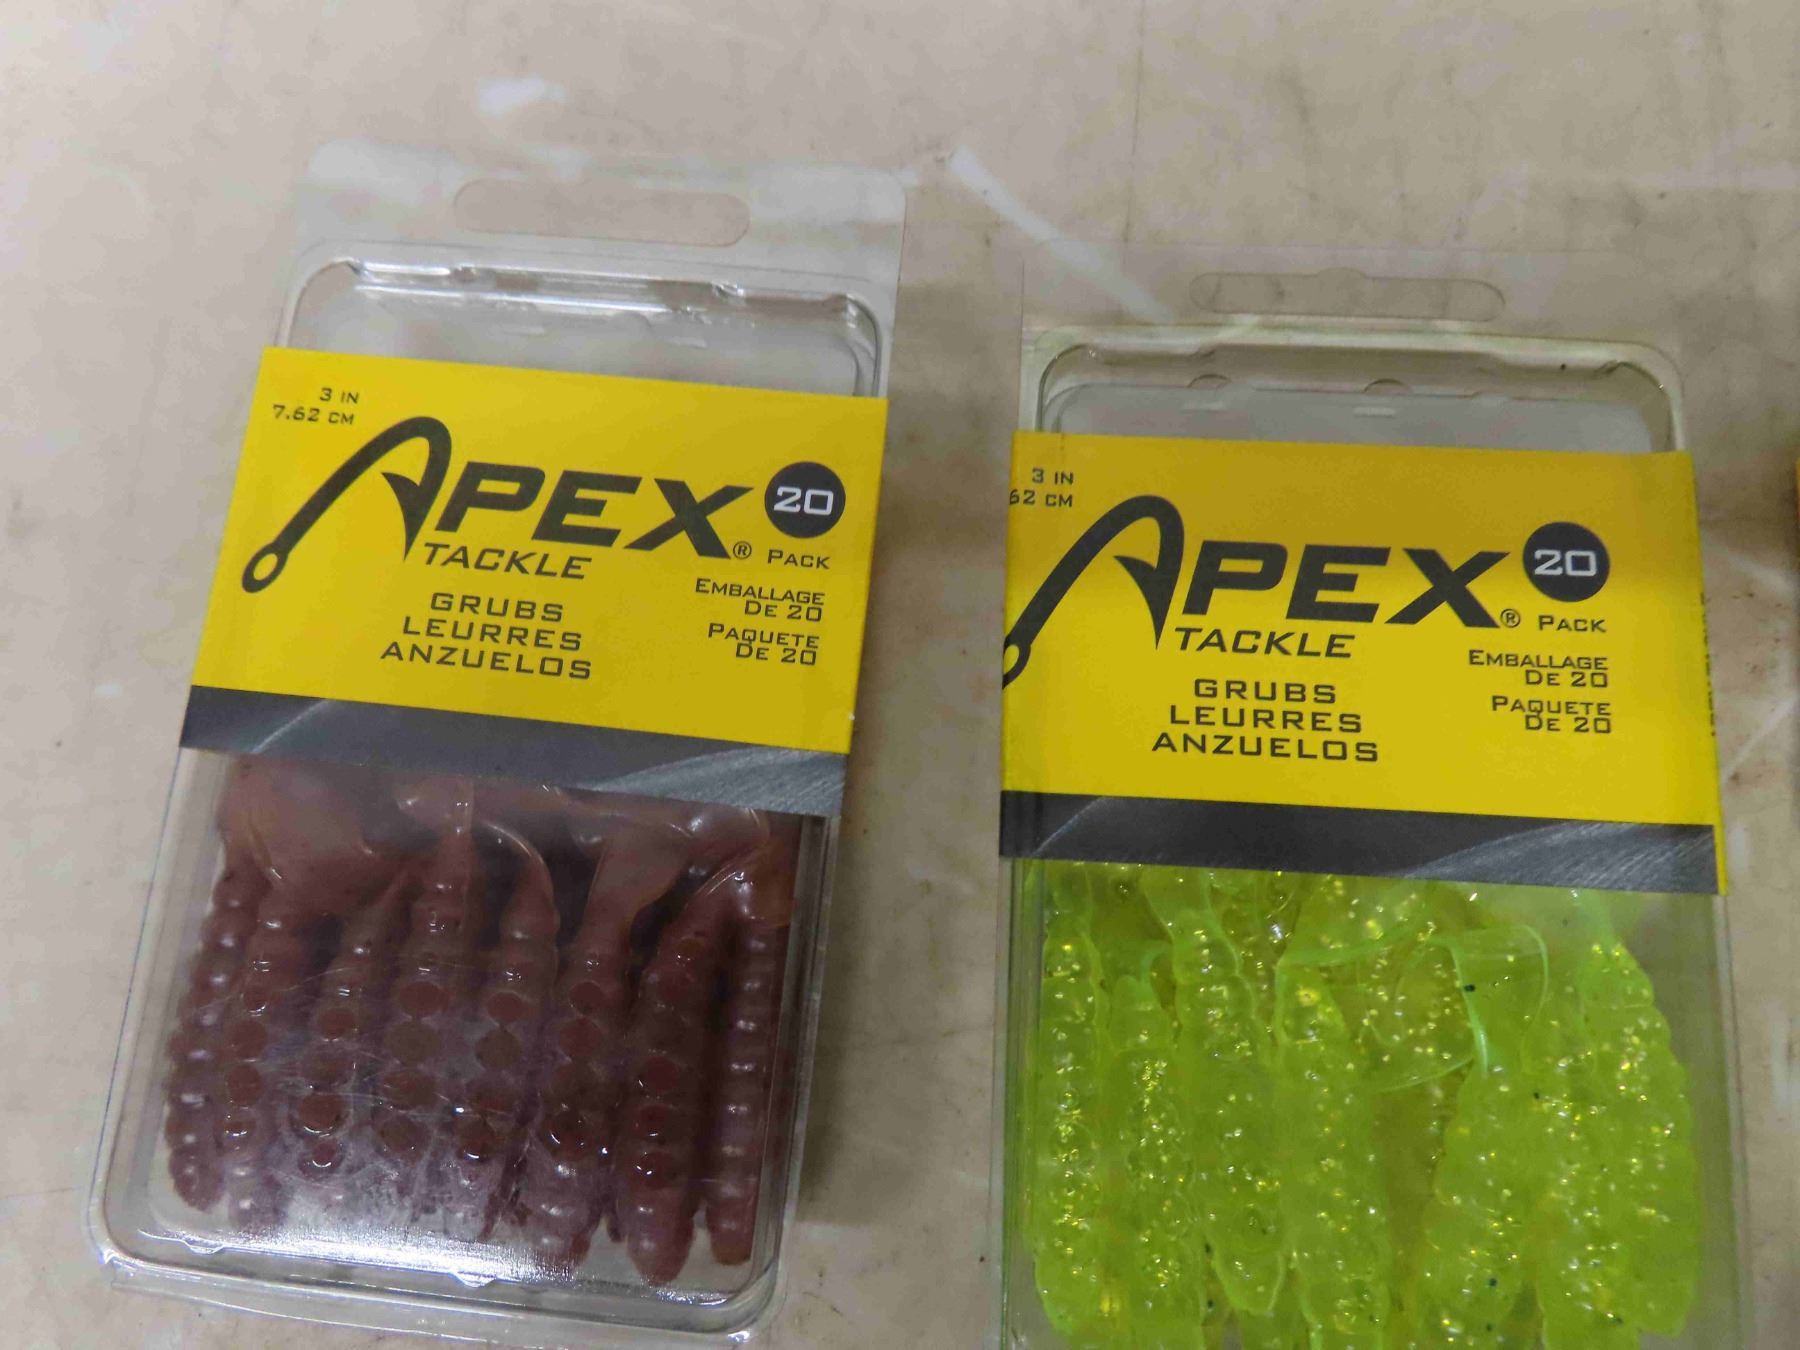 3 IN
7.62 CM
APEX® 20
TACKLE PACK
GRUBS
LEURRES
ANZUELOS
EMBALLAGE
DE 20
PAQUETE
DE 20
3 IN
62 CM
APEX® 20
TACKLE PACK
GRUBS
LEURRES
ANZUELOS
EMBALLAGE
DE 20
PAQUETE
DE 20